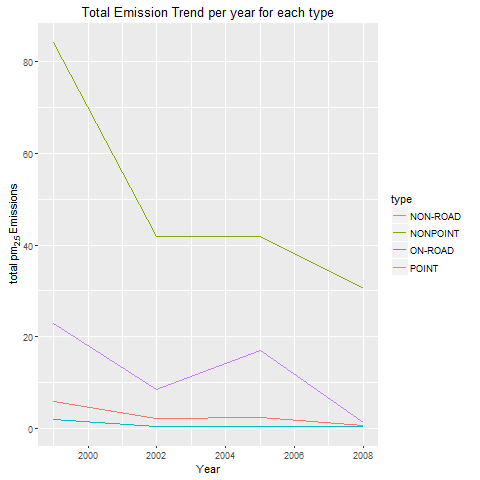 Total Emission Trend per year for each type
total pm2.5 Emissions
80
60
40
20
0
2000 2002 2004 2006 2008
Year
type
NON-ROAD
NONPOINT
ON-ROAD
POINT